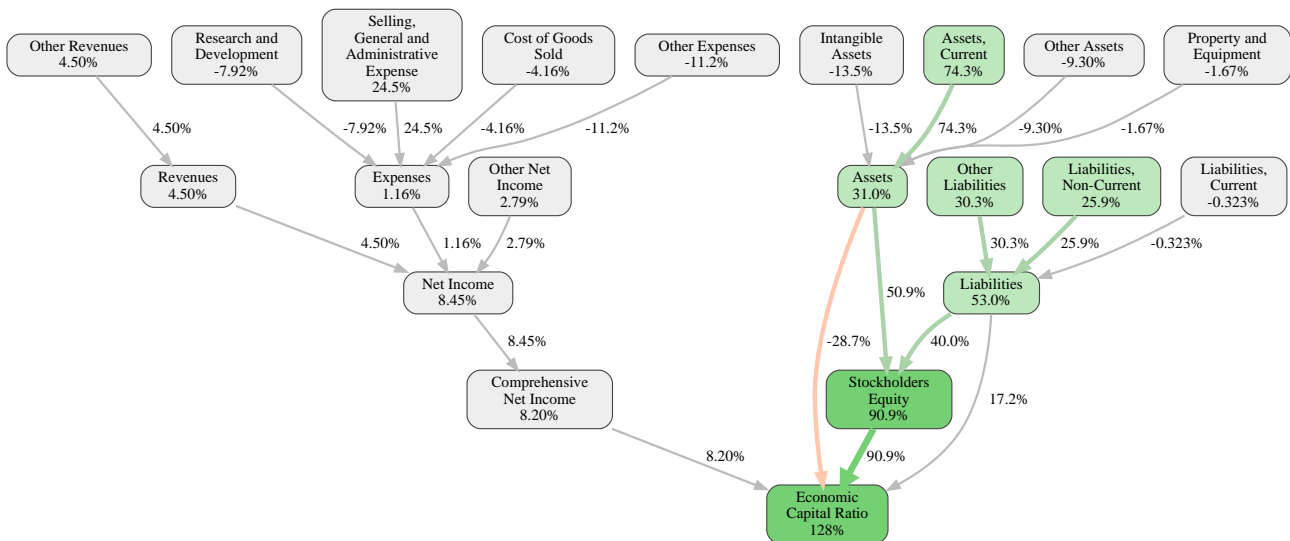 Other Revenues
4.50%
Research and
Development
-7.92%
Selling,
General and
Administrative
Expense
24.5%
Cost of Goods
Sold
-4.16%
Other Expenses
-11.2%
Intangible
Assets
-13.5%
Assets,
Current
74.3%
Other Assets
-9.30%
Property and
Equipment
-1.67%
4.50%
-7.92%
24.5%
-4.16%
-11.2%
-13.5%
74.3%
-9.30%
-1.67%
Revenues
4.50%
Expenses
1.16%
Other Net
Income
2.79%
Assets
31.0%
Other
Liabilities
30.3%
Liabilities,
Non-Current
25.9%
Liabilities,
Current
-0.323%
4.50%
1.16%
2.79%
30.3%
25.9%
-0.323%
Net Income
8.45%
50.9%
Liabilities
53.0%
8.45%
-28.7%
40.0%
Comprehensive
Net Income
8.20%
Stockholders
Equity
90.9%
17.2%
8.20%
90.9%
Economic
Capital Ratio
128%